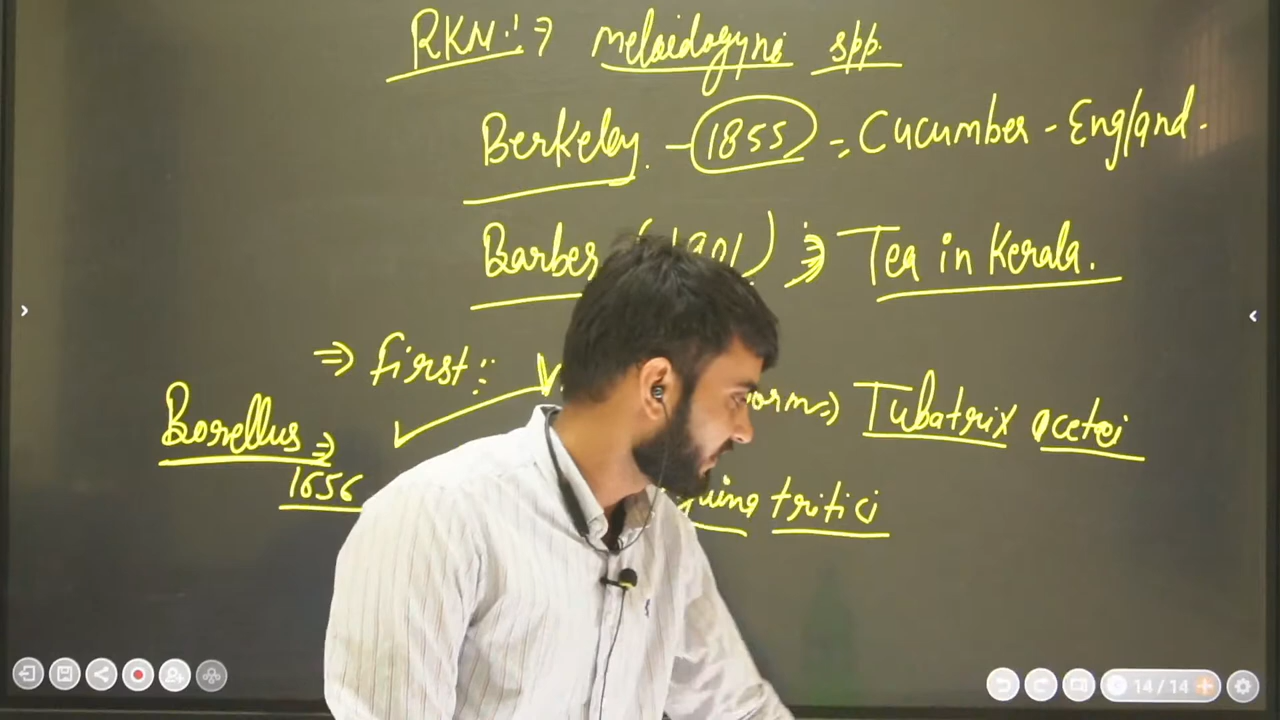 RKN :⇒ meloidogyne spp.
Berkeley. - 1855 = Cucumber - England.
Barber (1901) ⇒ Tea in Kerala.
⇒ first ::
Borellus ⇒ ⇒) Tubatrix acetei
1656 tritici
14 / 14